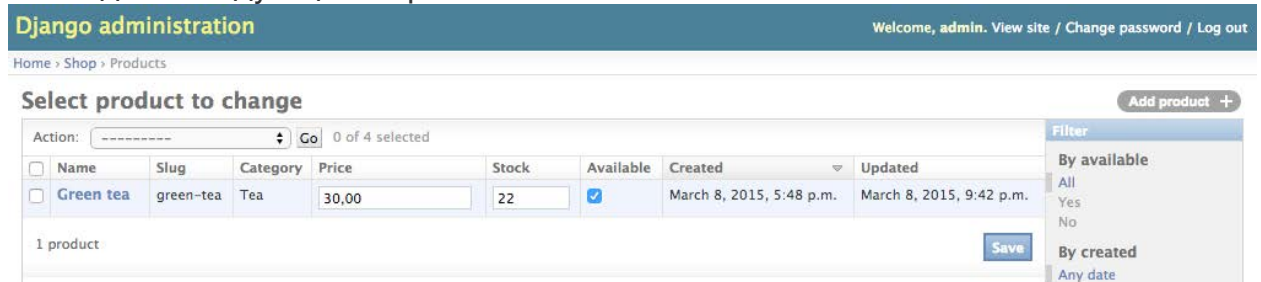 Django administration
Welcome, admin. View site / Change password / Log out
Home › Shop › Products
Select product to change
Add product +
Action: --------- Go 0 of 4 selected
Name Slug Category Price Stock Available Created Updated
Green tea green-tea Tea 30,00 22 March 8, 2015, 5:48 p.m. March 8, 2015, 9:42 p.m.
1 product
Save
Filter
By available
All
Yes
No
By created
Any date